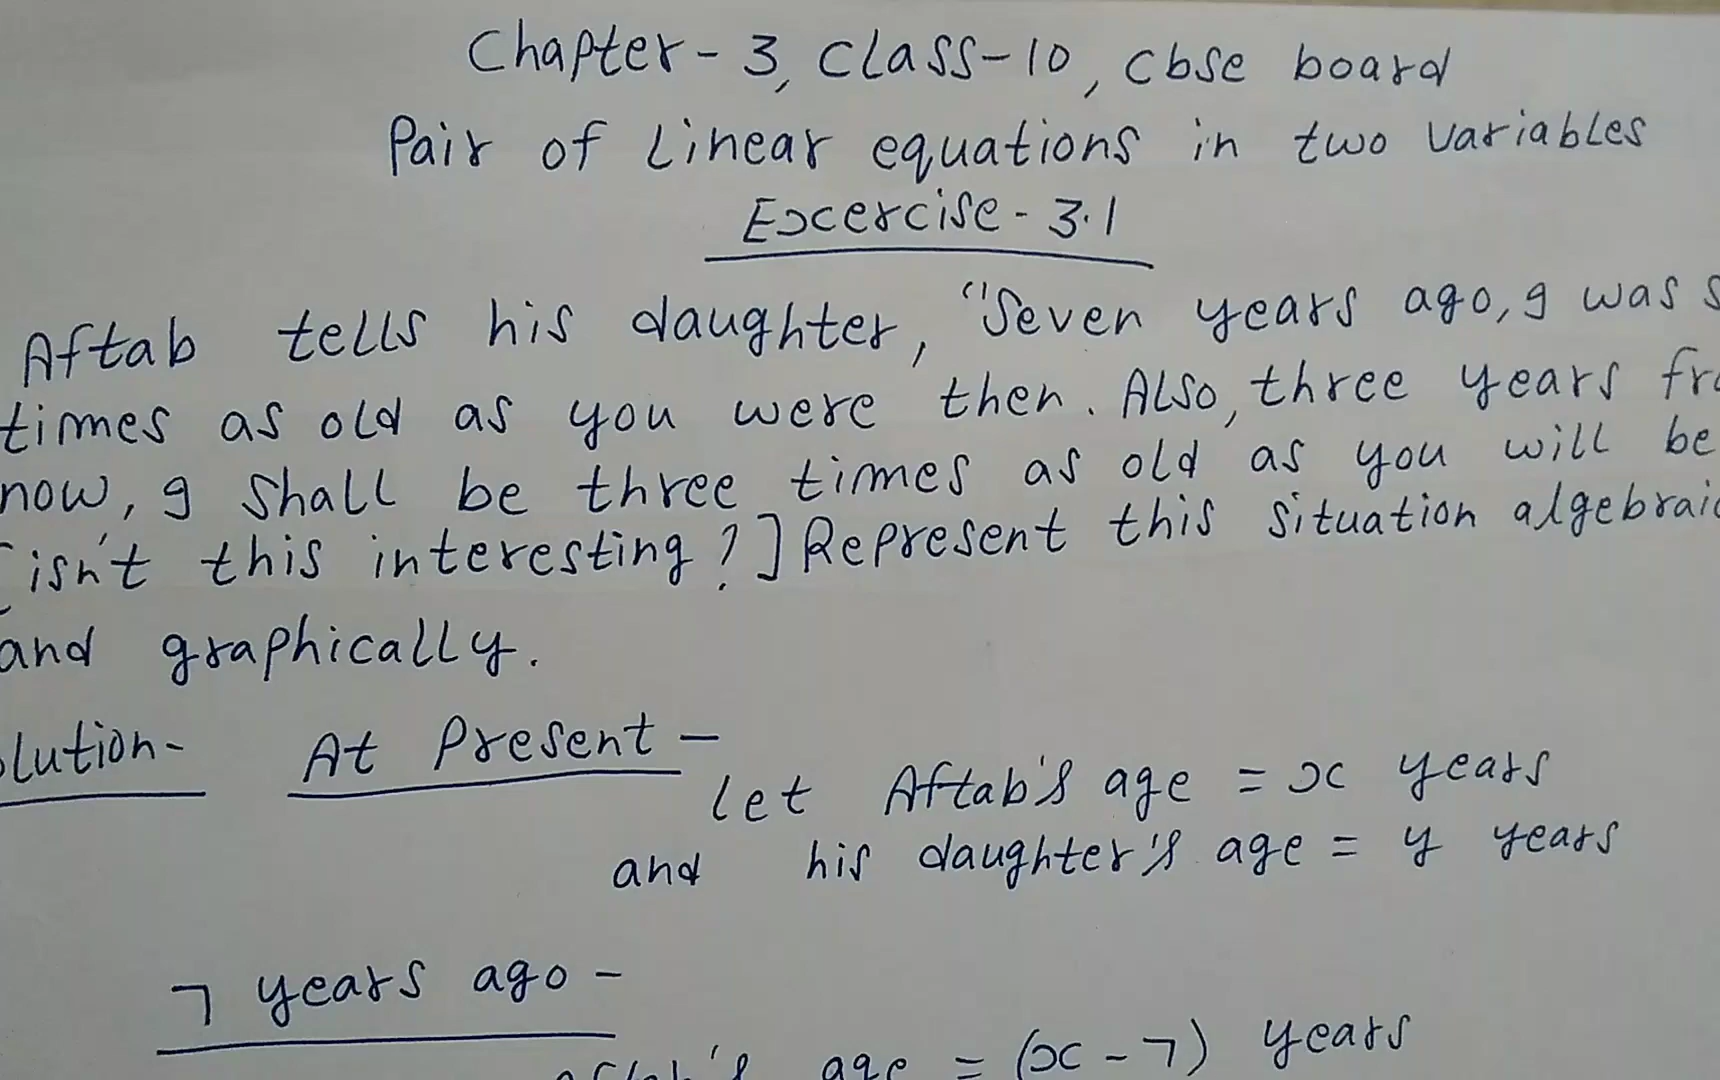 Chapter - 3, Class-10, cbse board
Pair of Linear equations in two variables
Excercise - 3.1
Aftab tells his daughter, "Seven years ago, I was
times as old as you were then. Also, three years
now, I shall be three times as old as you will be
[isn't this interesting?] Represent this situation
and graphically.
At Present -
let Aftab's age = x years
and his daughter's age = y years
7 years ago -
age = (x - 7) years